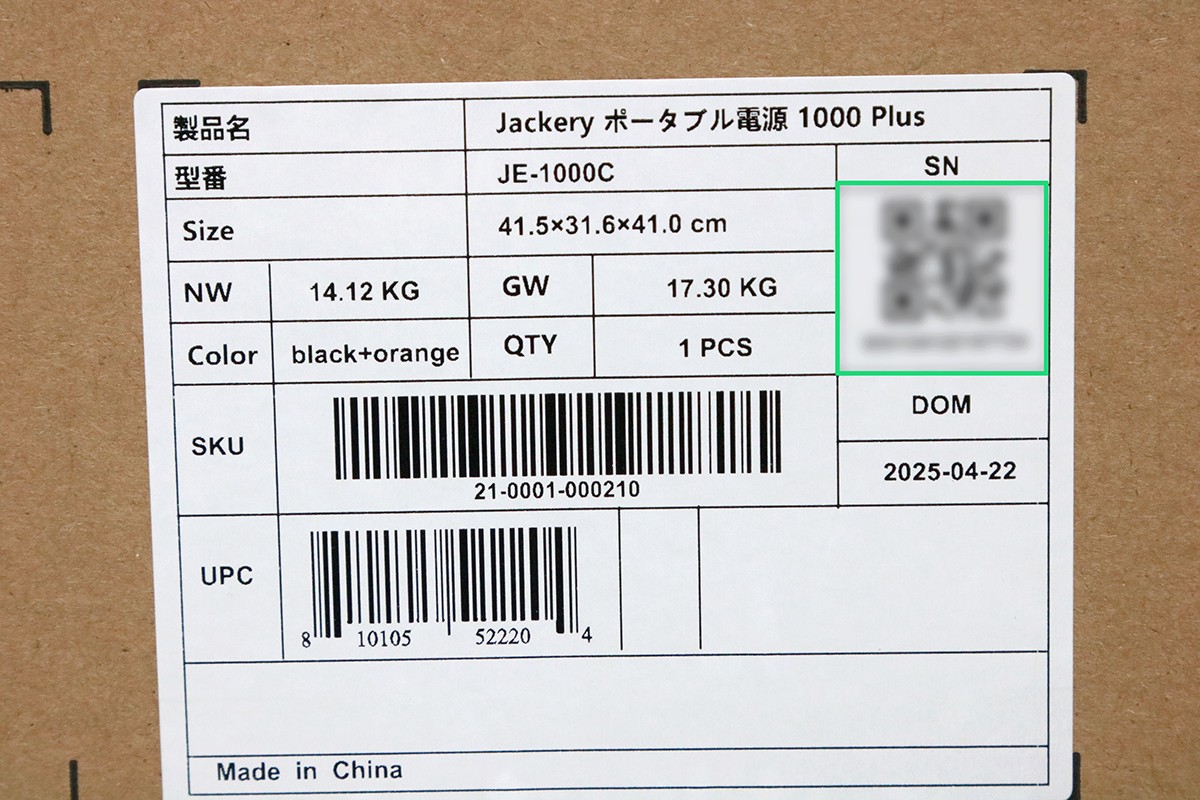 製品名 Jackery ポータブル電源 1000 Plus
型番 JE-1000C SN
Size 41.5×31.6×41.0 cm
NW 14.12 KG GW 17.30 KG
Color black+orange QTY 1 PCS
DOM
SKU
2025-04-22
21-0001-000210
UPC
8 10105 52220 4
Made in China